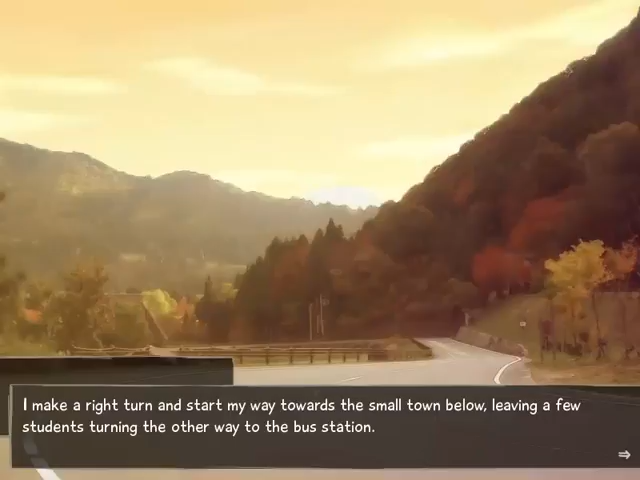 I make a right turn and start my way towards the small town below, leaving a few
students turning the other way to the bus station.